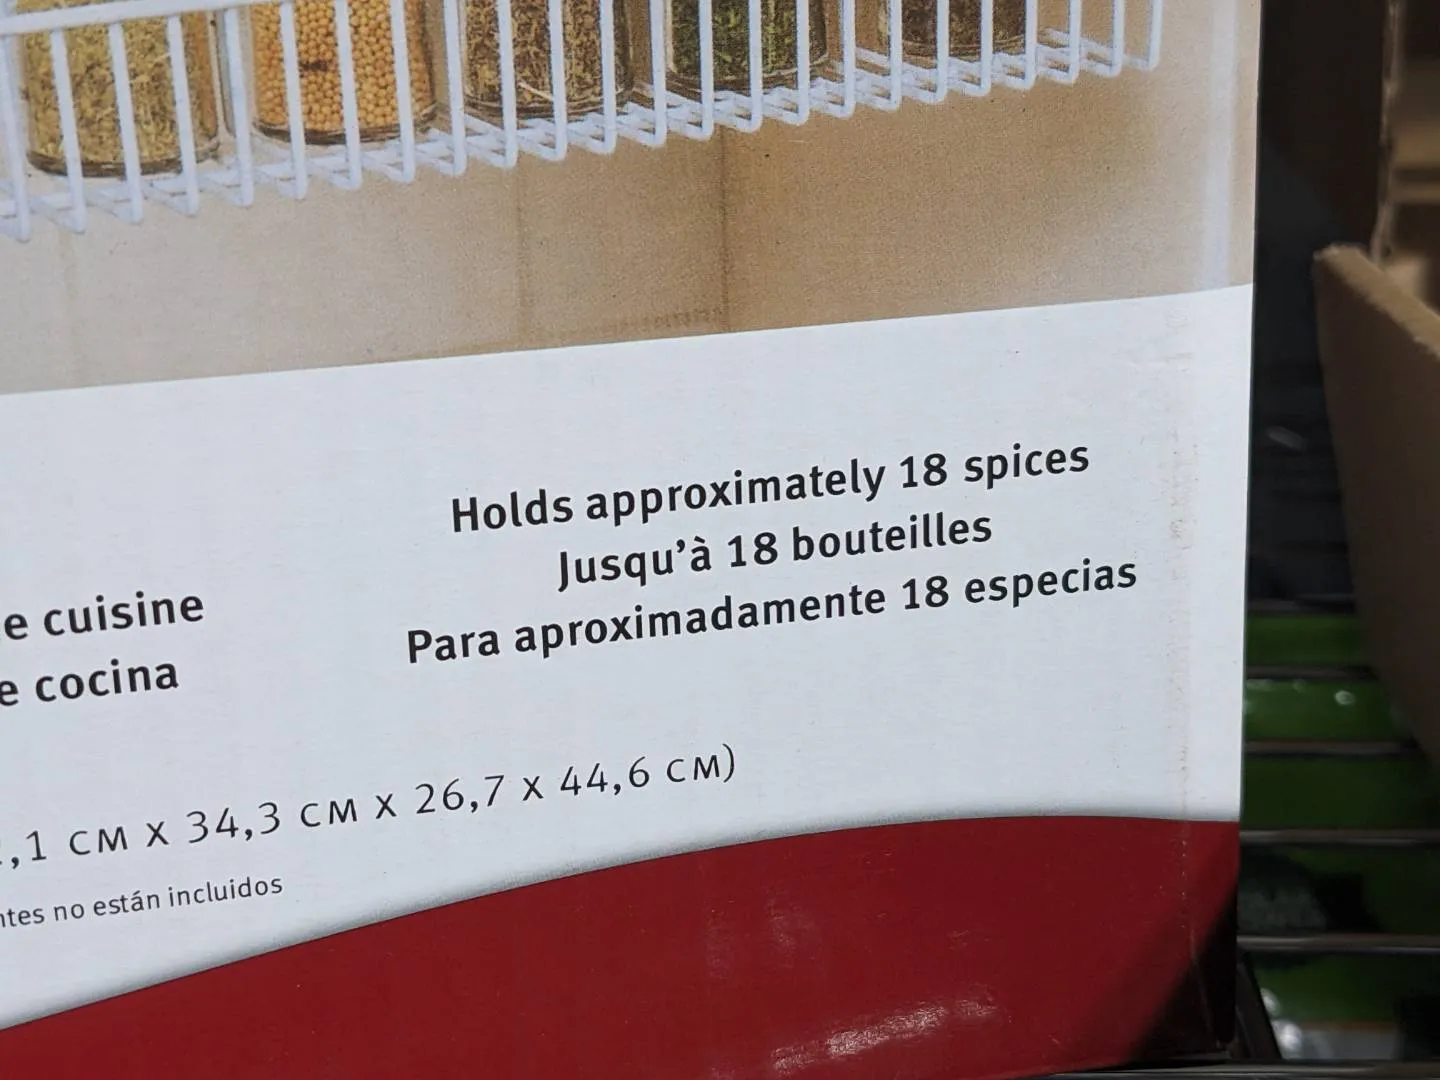 Holds approximately 18 spices
Jusqu'à 18 bouteilles
Para aproximadamente 18 especias
e cuisine
e cocina
,1 CM X 34,3 CM X 26,7 X 44,6 CM)
no están incluidos